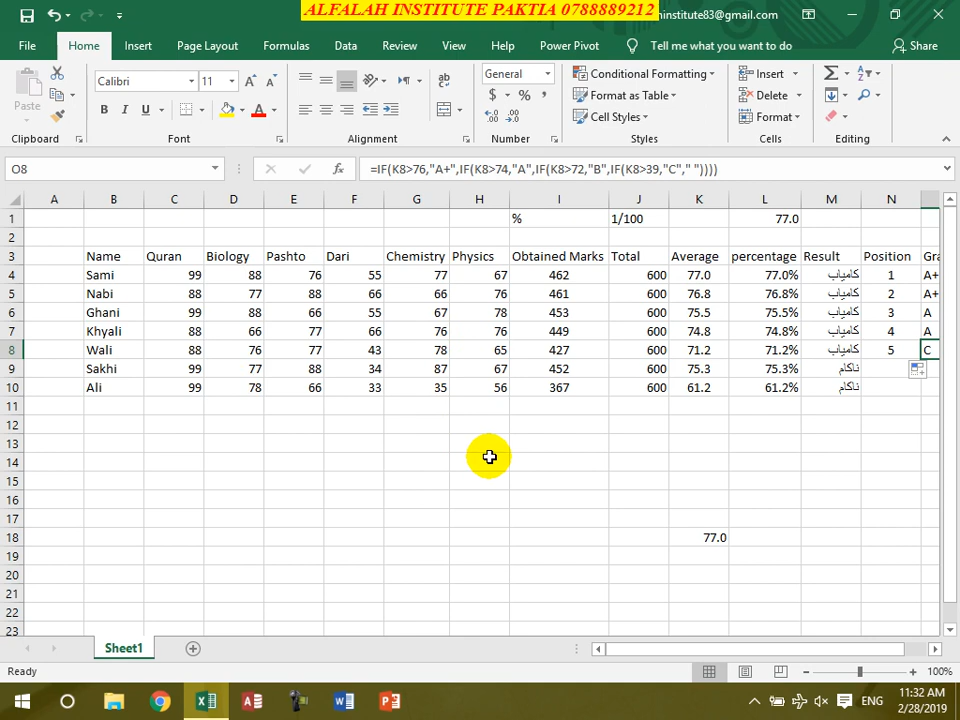 ALFALAH INSTITUTE PAKTIA 0788889212
ninstitute83@gmail.com
File Home Insert Page Layout Formulas Data Review View Help Power Pivot Tell me what you want to do Share
Paste
Calibri 11
B I U
General
$ % ,
Conditional Formatting
Format as Table
Cell Styles
Insert
Delete
Format
Clipboard Font Alignment Number Styles Cells Editing
O8 fx =IF(K8>76,"A+",IF(K8>74,"A",IF(K8>72,"B",IF(K8>39,"C"," "))))
A B C D E F G H I J K L M N
1 % 1/100 77.0
2
3 Name Quran Biology Pashto Dari Chemistry Physics Obtained Marks Total Average percentage Result Position Gra
4 Sami 99 88 76 55 77 67 462 600 77.0 77.0% کامیاب 1 A+
5 Nabi 88 77 88 66 66 76 461 600 76.8 76.8% کامیاب 2 A+
6 Ghani 99 88 66 55 67 78 453 600 75.5 75.5% کامیاب 3 A
7 Khyali 88 66 77 66 76 76 449 600 74.8 74.8% کامیاب 4 A
8 Wali 88 76 77 43 78 65 427 600 71.2 71.2% کامیاب 5 C
9 Sakhi 99 77 88 34 87 67 452 600 75.3 75.3% ناکام
10 Ali 99 78 66 33 35 56 367 600 61.2 61.2% ناکام
11
12
13
14
15
16
17
18 77.0
19
20
21
22
23
Sheet1
Ready 100%
ENG 11:32 AM
2/28/2019